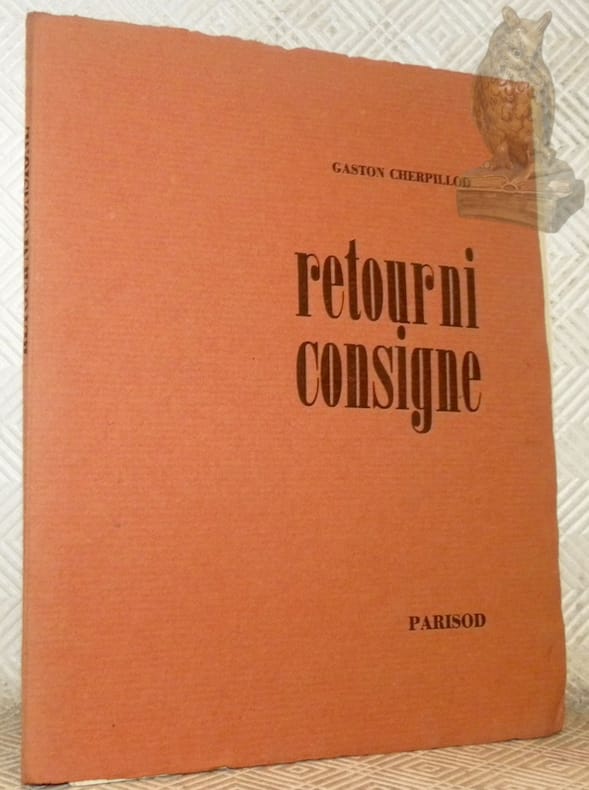 GASTON CHERPILLOD
retour ni
consigne
PARISOD